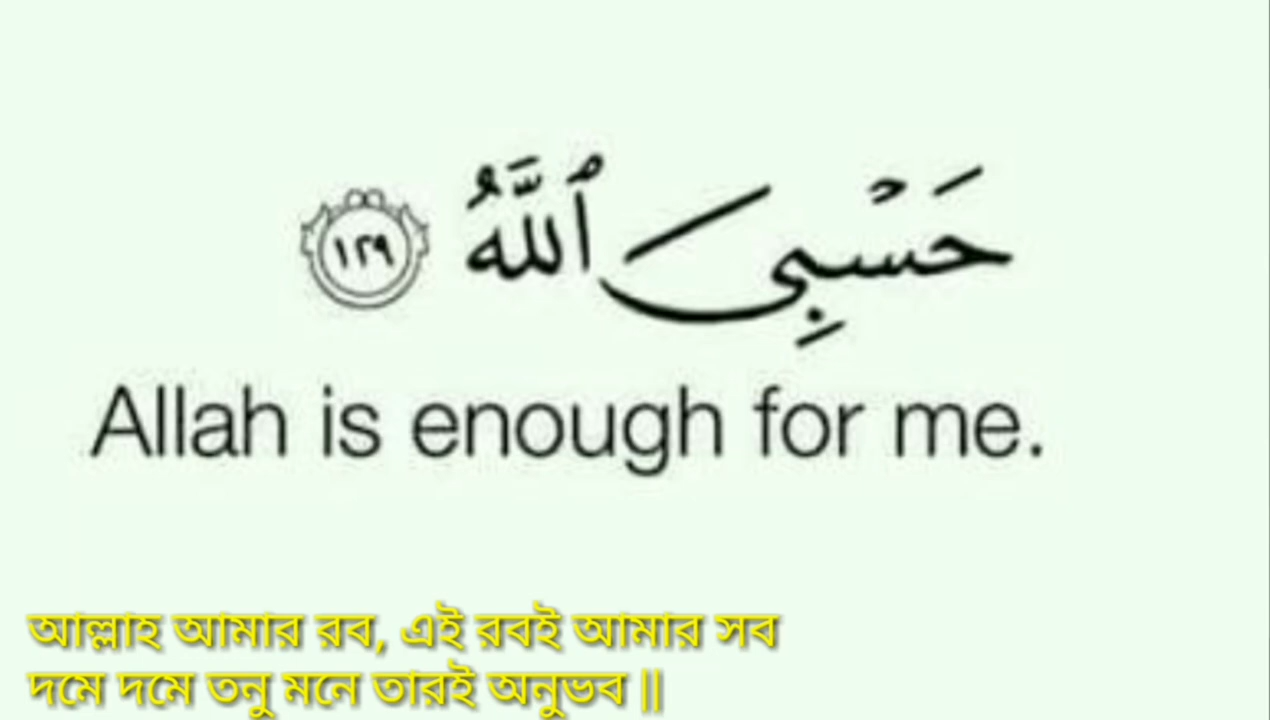 حَسْبِىَ ٱللَّهُ ١٢٩
Allah is enough for me.
আল্লাহ আমার রব, এই রবই আমার সব
দমে দমে তনু মনে তারই অনুভব ||